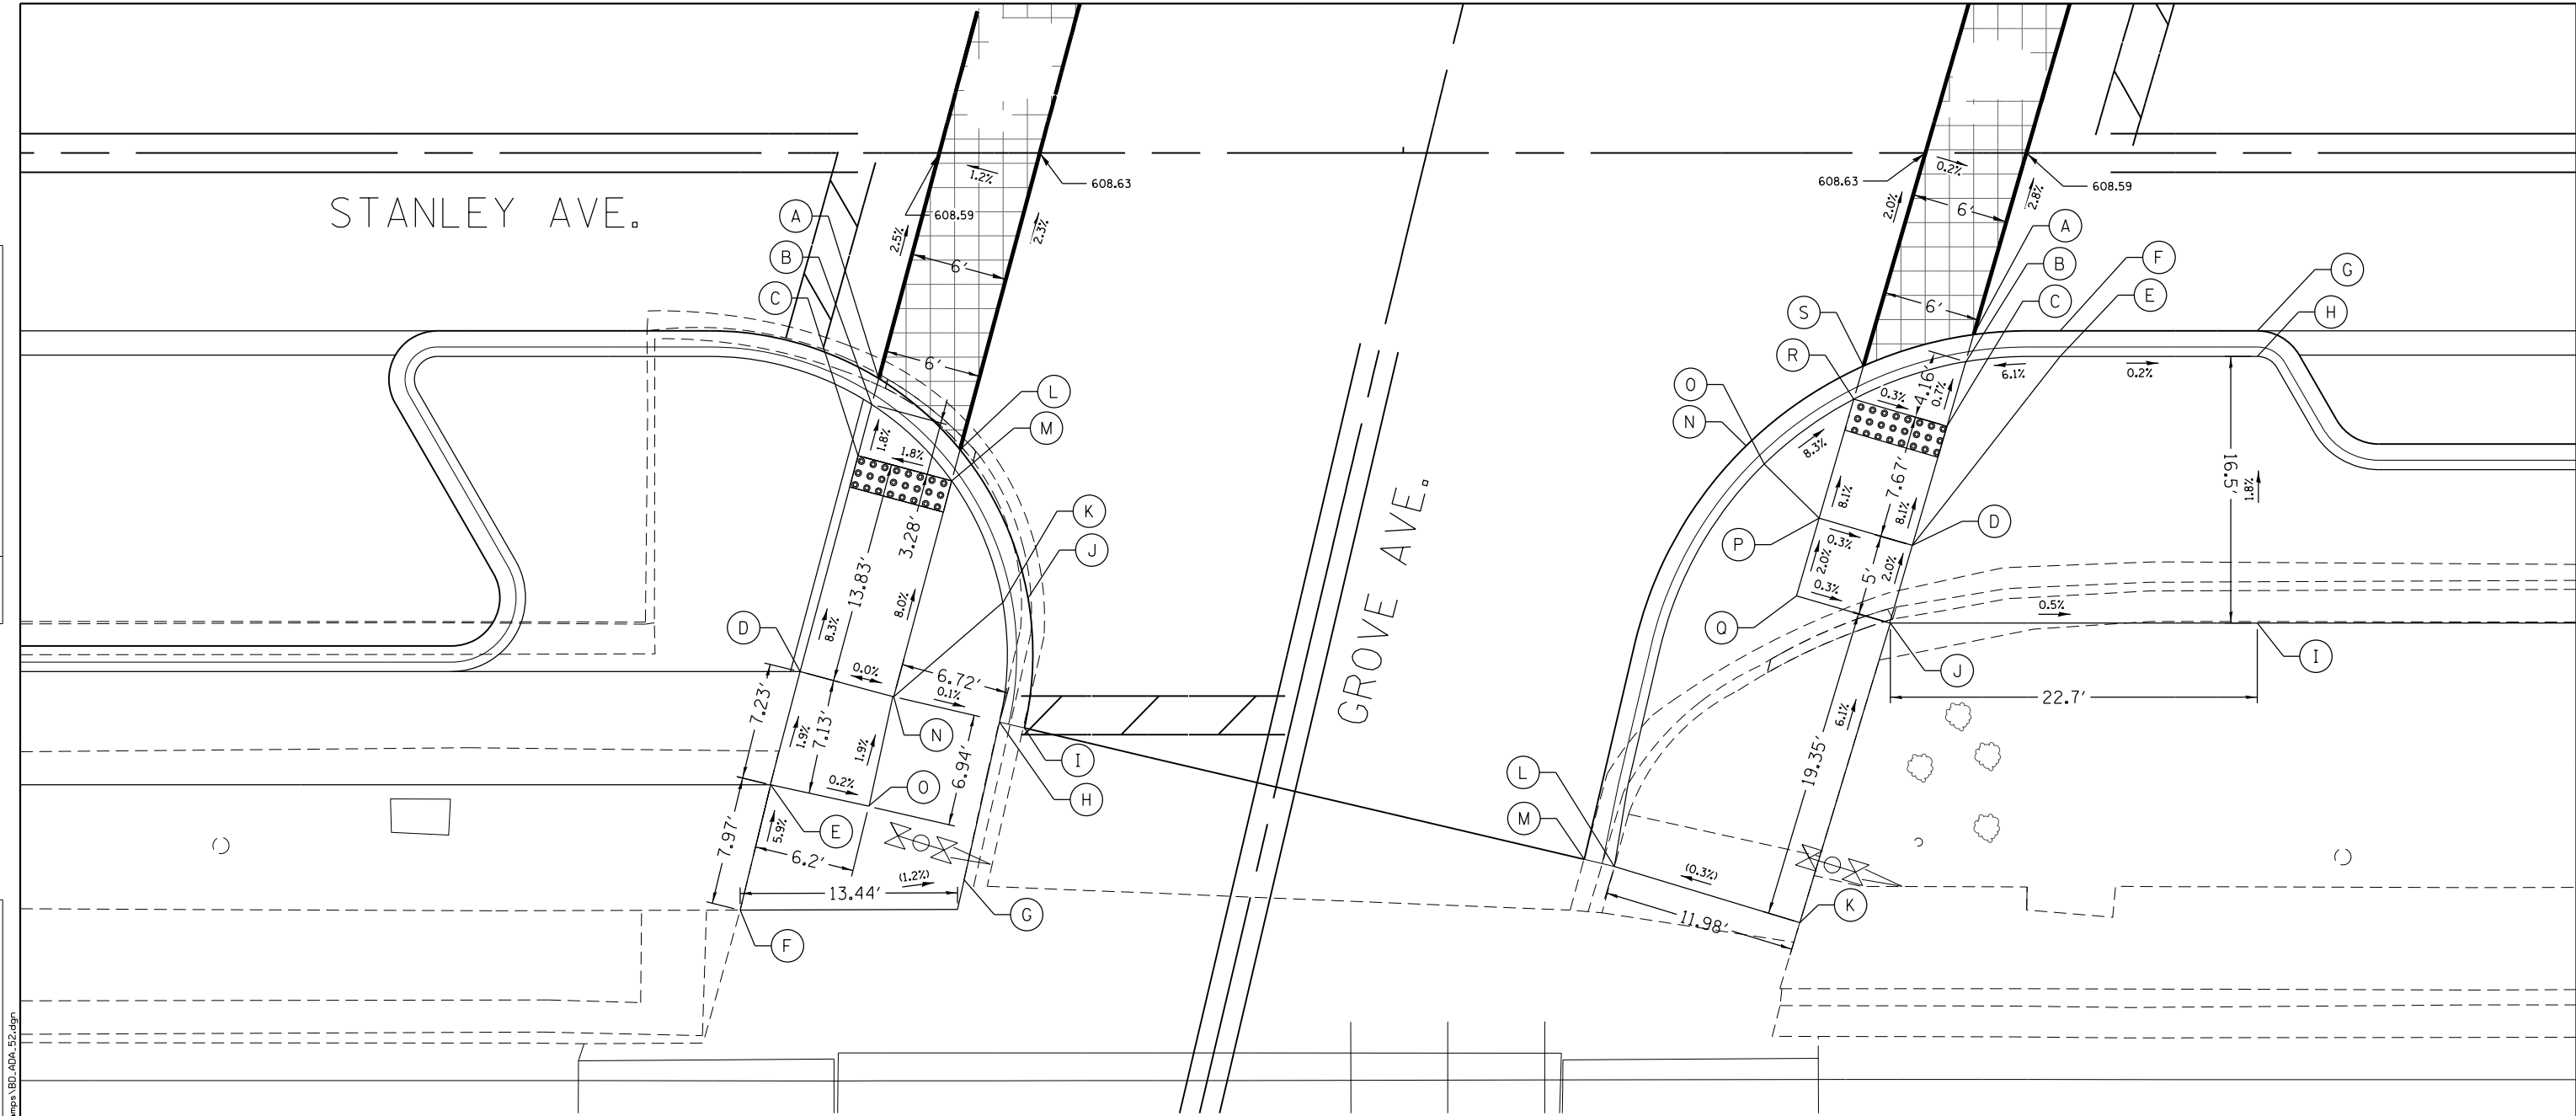 STANLEY AVE.
GROVE AVE.
608.59
608.63
608.63
608.59
A
B
C
1.2%
2.5%
2.3%
6'
6'
L
M
1.8%
1.8%
3.28'
13.83'
K
J
8.3%
8.0%
D
0.0%
6.72'
0.1%
7.23'
1.9%
7.13'
1.9%
N
6.94'
I
0.2%
O
H
E
5.9%
7.97'
6.2'
(1.2%)
13.44'
G
F
0.2%
2.0%
2.8%
6'
A
B
C
F
E
G
H
S
R
6'
4.16'
0.7%
6.1%
0.2%
0.3%
O
N
8.3%
7.67'
8.1%
8.1%
16.5'
1.8%
D
P
0.3%
2.0%
2.0%
5'
0.3%
0.5%
Q
J
I
22.7'
6.1%
19.35'
L
M
(0.3%)
K
11.98'
mps\BD_ADA_52.dgn